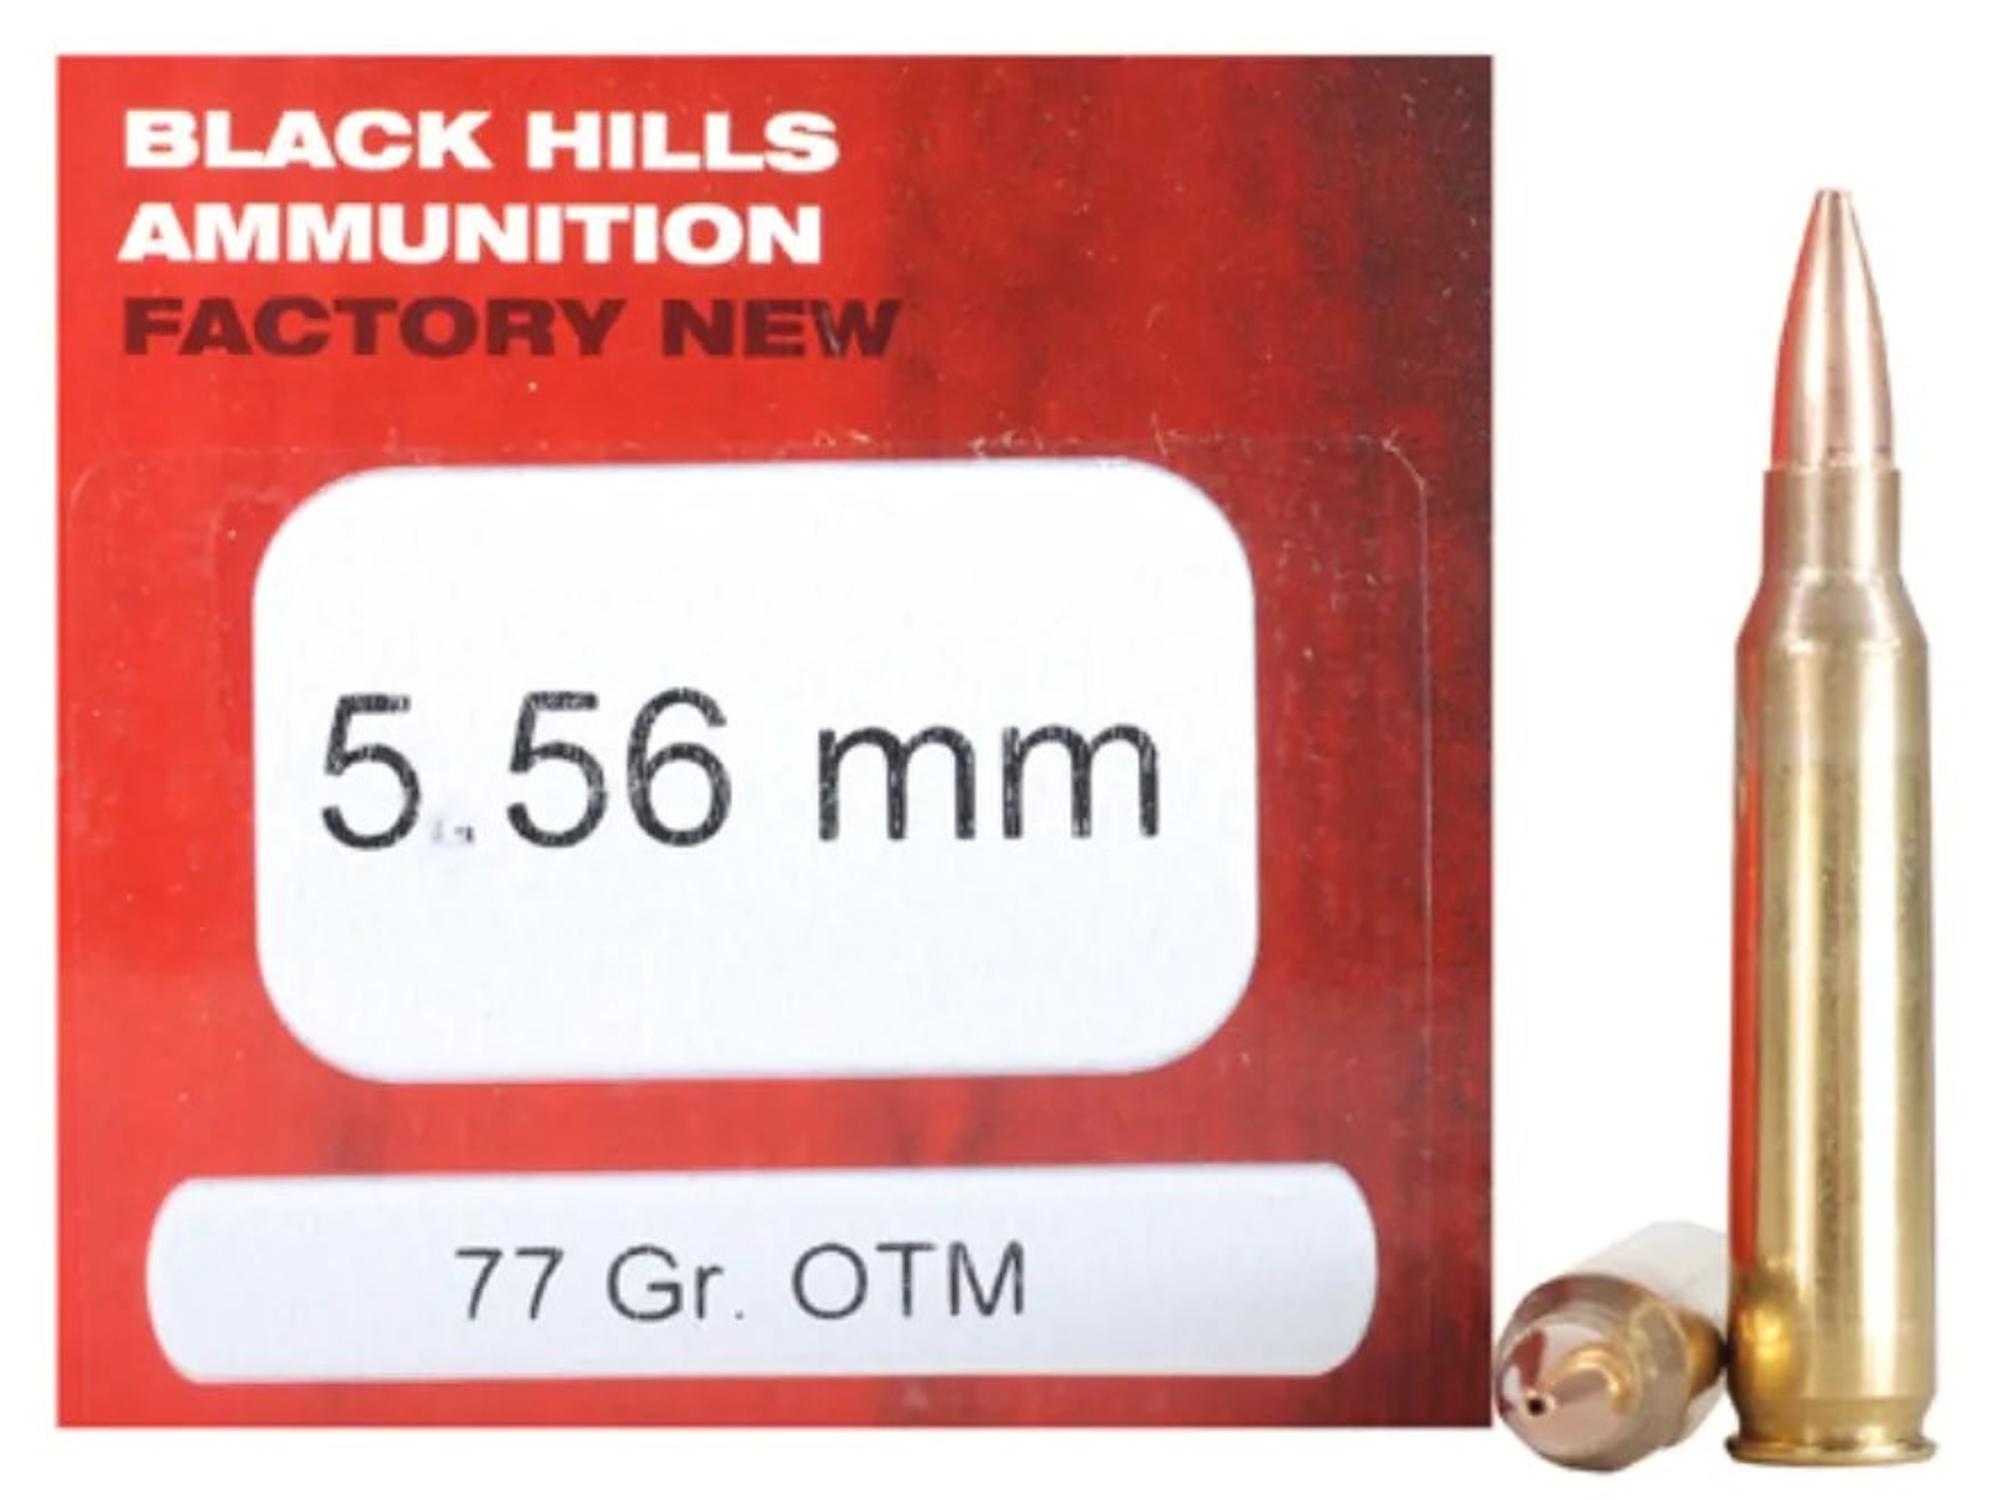 BLACK HILLS
AMMUNITION
FACTORY NEW
5.56 mm
77 Gr. OTM